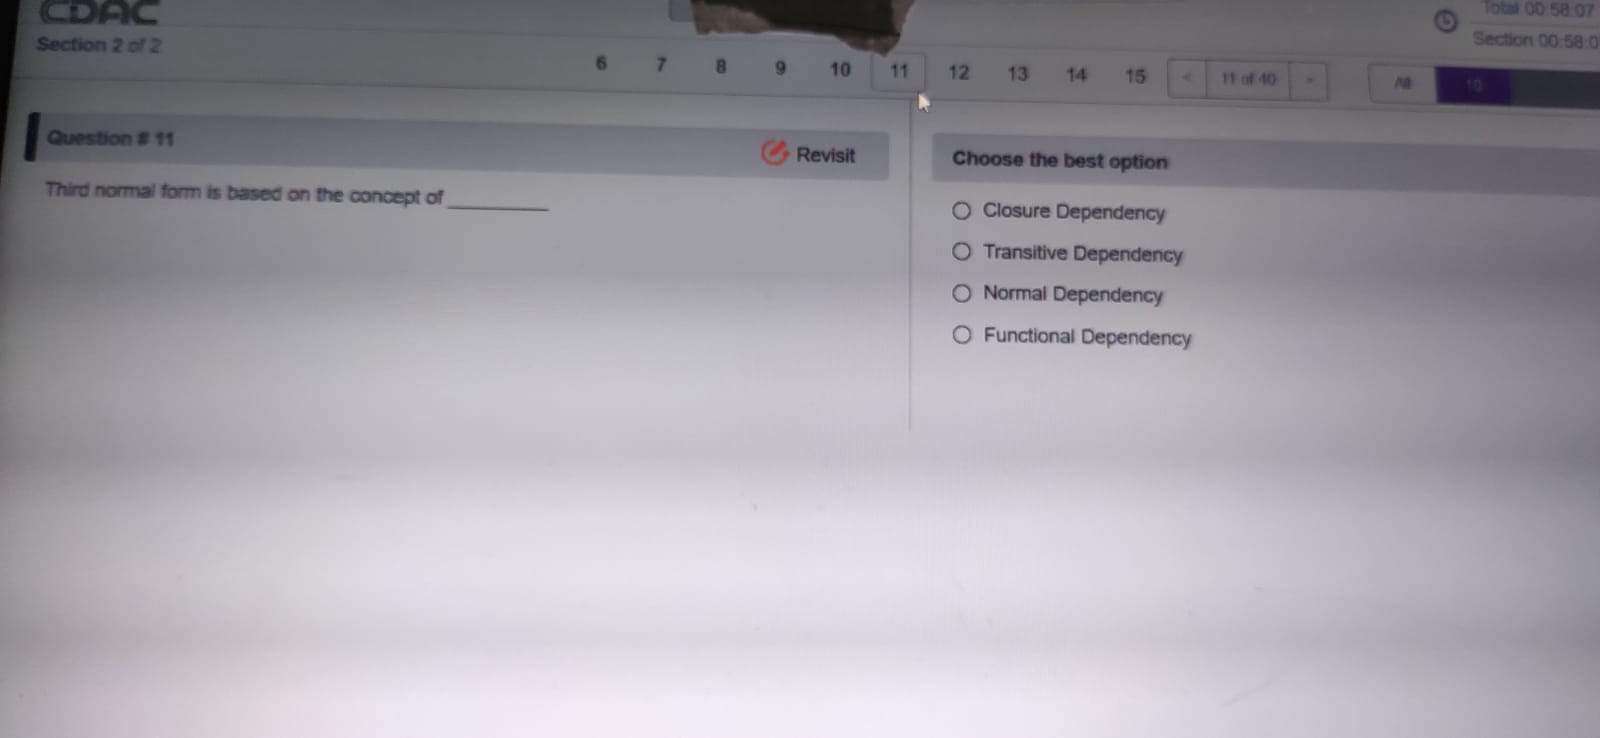 CDAC
Section 2 of 2
Total 00:58:07
Section 00:58:0
6 7 8 9 10 11 12 13 14 15 < 11 of 40 > All 10
Question # 11
Revisit
Third normal form is based on the concept of __________
Choose the best option
Closure Dependency
Transitive Dependency
Normal Dependency
Functional Dependency